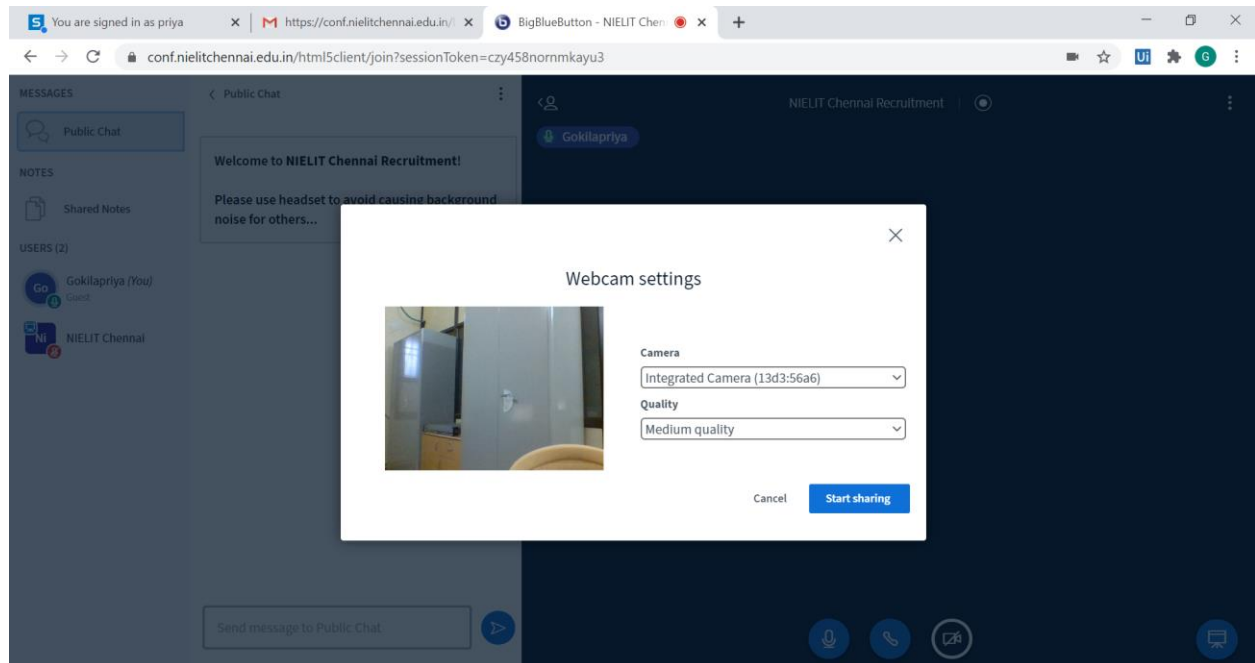 You are signed in as priya
https://conf.nielitchennai.edu.in/
BigBlueButton - NIELIT Chen
conf.nielitchennai.edu.in/html5client/join?sessionToken=czy458nornmkayu3
Ui
G
MESSAGES
Public Chat
NOTES
Shared Notes
USERS (2)
Go
Gokilapriya (You)
Guest
Ni
NIELIT Chennai
Public Chat
Welcome to NIELIT Chennai Recruitment!
Please use headset to avoid causing background
noise for others...
Send message to Public Chat
NIELIT Chennai Recruitment
Gokilapriya
Webcam settings
Camera
Integrated Camera (13d3:56a6)
Quality
Medium quality
Cancel
Start sharing